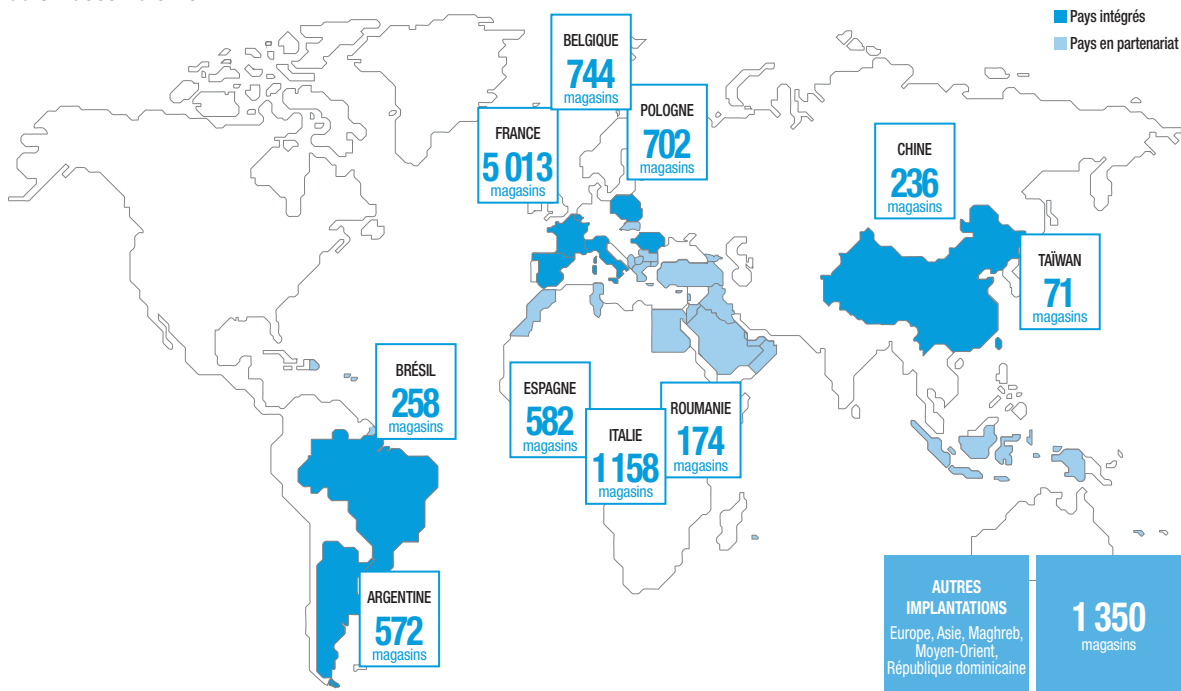 Pays intégrés
Pays en partenariat
BELGIQUE
744
magasins
POLOGNE
702
magasins
FRANCE
5 013
magasins
CHINE
236
magasins
TAÏWAN
71
magasins
BRÉSIL
258
magasins
ESPAGNE
582
magasins
ITALIE
1 158
magasins
ROUMANIE
174
magasins
ARGENTINE
572
magasins
AUTRES
IMPLANTATIONS
Europe, Asie, Maghreb,
Moyen-Orient,
République dominicaine
1 350
magasins